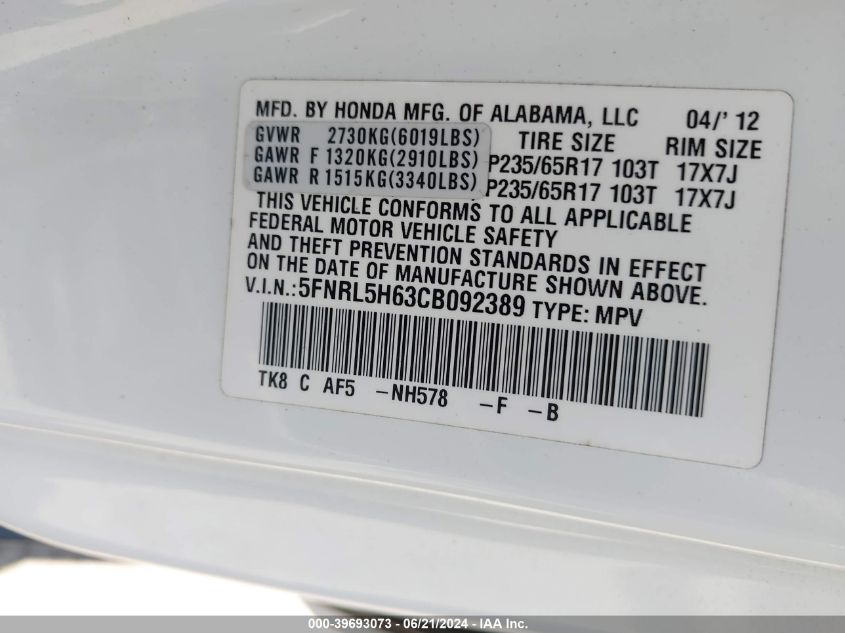 MFD. BY HONDA MFG. OF ALABAMA, LLC 04/'12
GVWR 2730KG(6019LBS) TIRE SIZE RIM SIZE
GAWR F 1320KG(2910LBS) P235/65R17 103T 17X7J
GAWR R 1515KG(3340LBS) P235/65R17 103T 17X7J
THIS VEHICLE CONFORMS TO ALL APPLICABLE
FEDERAL MOTOR VEHICLE SAFETY
AND THEFT PREVENTION STANDARDS IN EFFECT
ON THE DATE OF MANUFACTURE SHOWN ABOVE.
V.I.N.:5FNRL5H63CB092389 TYPE: MPV
TK8 C AF5 -NH578 -F -B
000-39693073 - 06/21/2024 - IAA Inc.